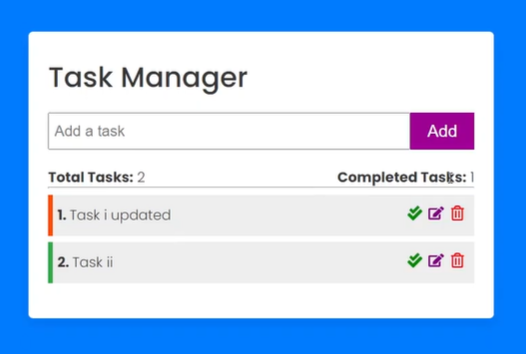 Task Manager
Add a task Add
Total Tasks: 2 Completed Tasks: 1
1. Task i updated
2. Task ii